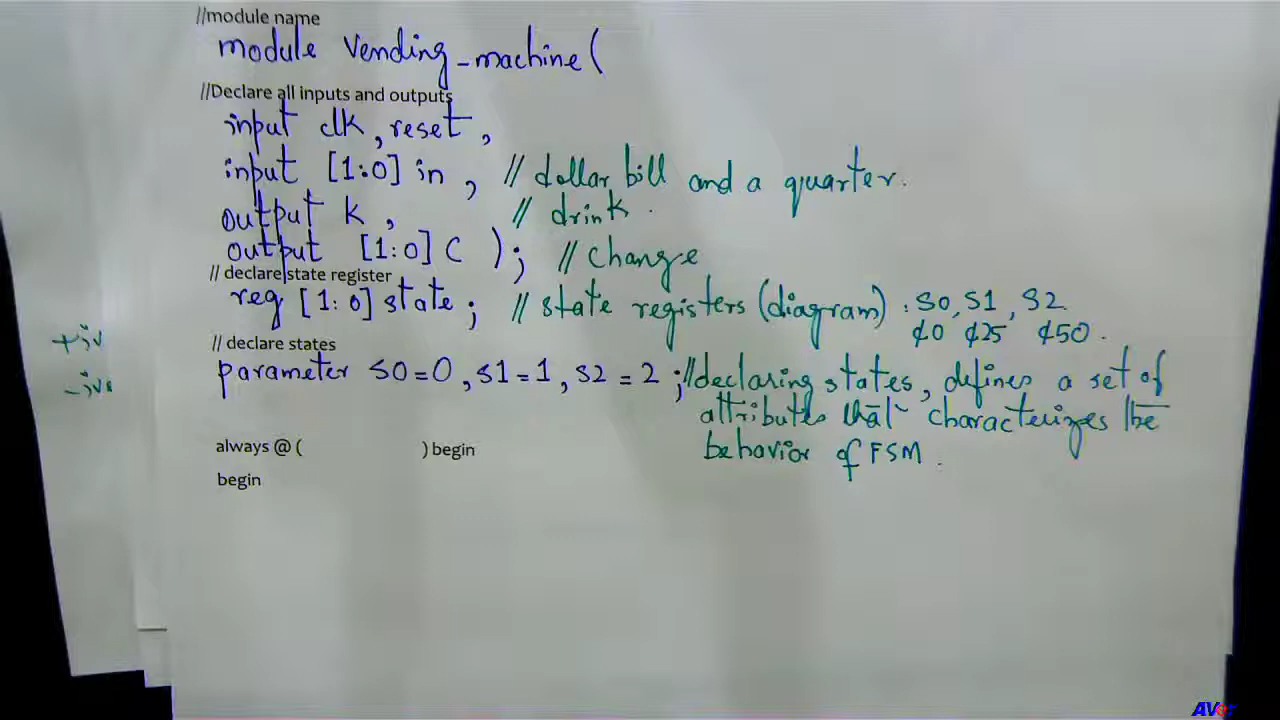 //module name
module vending_machine(
//Declare all inputs and outputs
input clk, reset,
input [1:0] in, // dollar bill and a quarter.
output k, // drink.
output [1:0] C ); // change
// declare state register
reg [1:0] state; // state registers (diagram) : S0, S1, S2
¢0 ¢25 ¢50.
+iv
// declare states
-ive
parameter S0=0, S1=1, S2=2; //declaring states, defines a set of
attributes that characterizes the
behavior of FSM.
always @ ( ) begin
begin
AVer